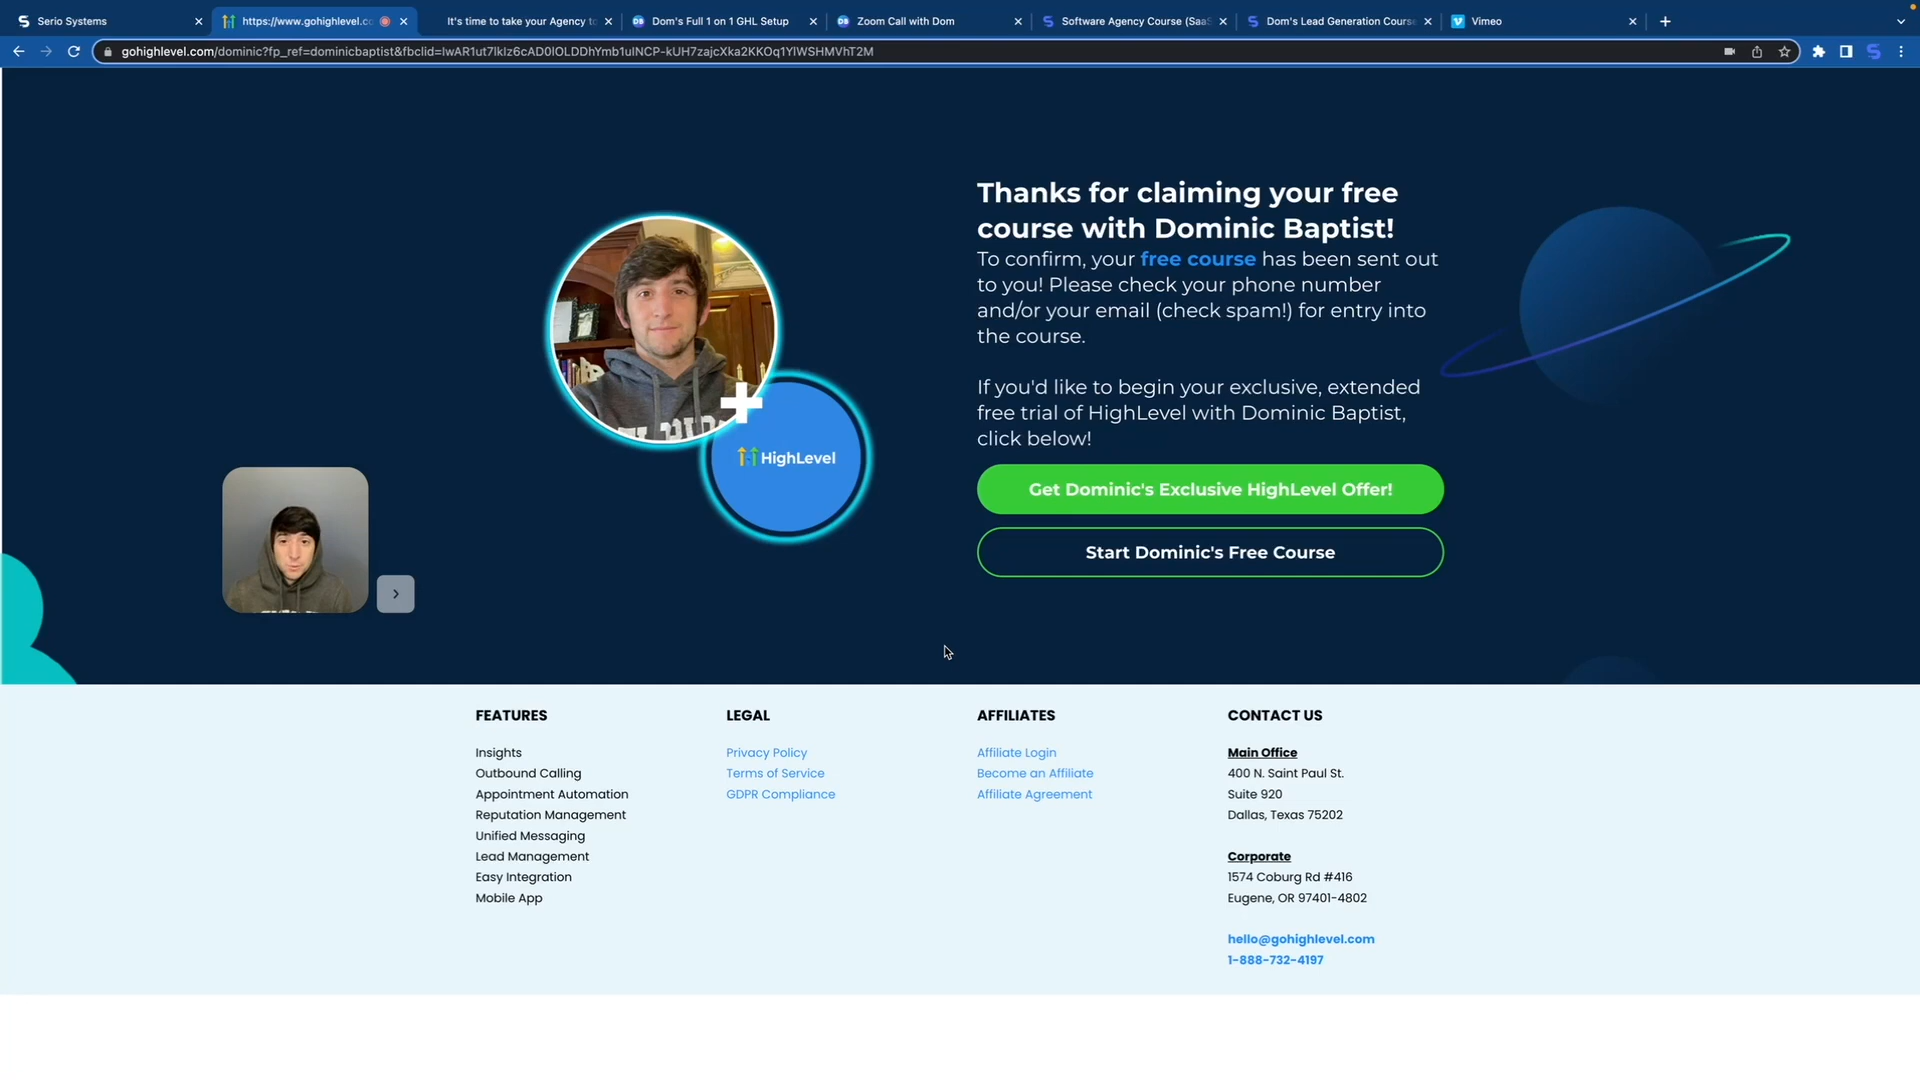 Serio Systems
https://www.gohighlevel.cc
It's time to take your Agency to
Dom's Full 1 on 1 GHL Setup
Zoom Call with Dom
Software Agency Course (SaaS
Dom's Lead Generation Course
Vimeo
gohighlevel.com/dominic?fp_ref=dominicbaptist&fbclid=IwAR1ut7lkIz6cAD0IOLDDhYmb1ulNCP-kUH7zajcXka2KKOq1YIWSHMVhT2M
Thanks for claiming your free
course with Dominic Baptist!
To confirm, your free course has been sent out
to you! Please check your phone number
and/or your email (check spam!) for entry into
the course.
If you'd like to begin your exclusive, extended
free trial of HighLevel with Dominic Baptist,
click below!
HighLevel
Get Dominic's Exclusive HighLevel Offer!
Start Dominic's Free Course
FEATURES
Insights
Outbound Calling
Appointment Automation
Reputation Management
Unified Messaging
Lead Management
Easy Integration
Mobile App
LEGAL
Privacy Policy
Terms of Service
GDPR Compliance
AFFILIATES
Affiliate Login
Become an Affiliate
Affiliate Agreement
CONTACT US
Main Office
400 N. Saint Paul St.
Suite 920
Dallas, Texas 75202
Corporate
1574 Coburg Rd #416
Eugene, OR 97401-4802
hello@gohighlevel.com
1-888-732-4197